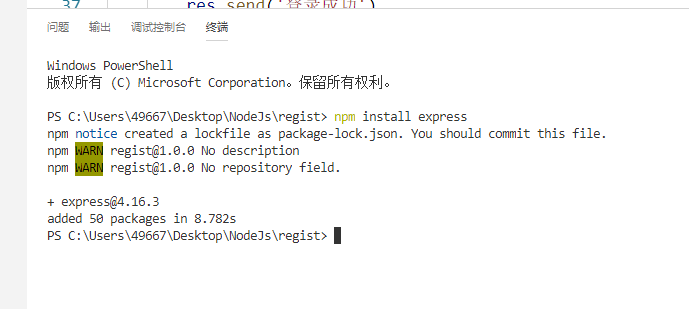 37 res.send('登录成功')
问题 输出 调试控制台 终端
Windows PowerShell
版权所有 (C) Microsoft Corporation。保留所有权利。
PS C:\Users\49667\Desktop\NodeJs\regist> npm install express
npm notice created a lockfile as package-lock.json. You should commit this file.
npm WARN regist@1.0.0 No description
npm WARN regist@1.0.0 No repository field.
+ express@4.16.3
added 50 packages in 8.782s
PS C:\Users\49667\Desktop\NodeJs\regist>